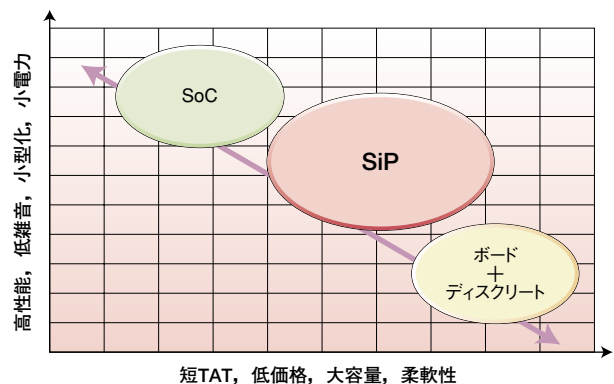 高性能，低雑音，小型化，小電力
SoC
SiP
ボード
＋
ディスクリート
短TAT，低価格，大容量，柔軟性